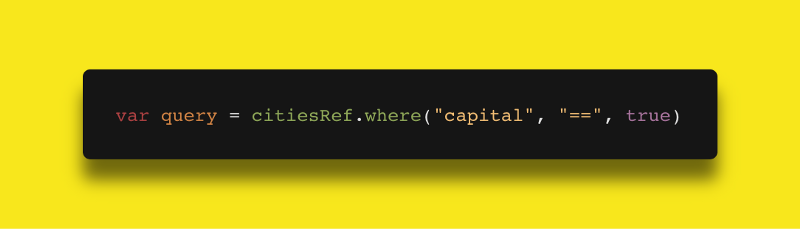 var query = citiesRef.where("capital", "==", true)